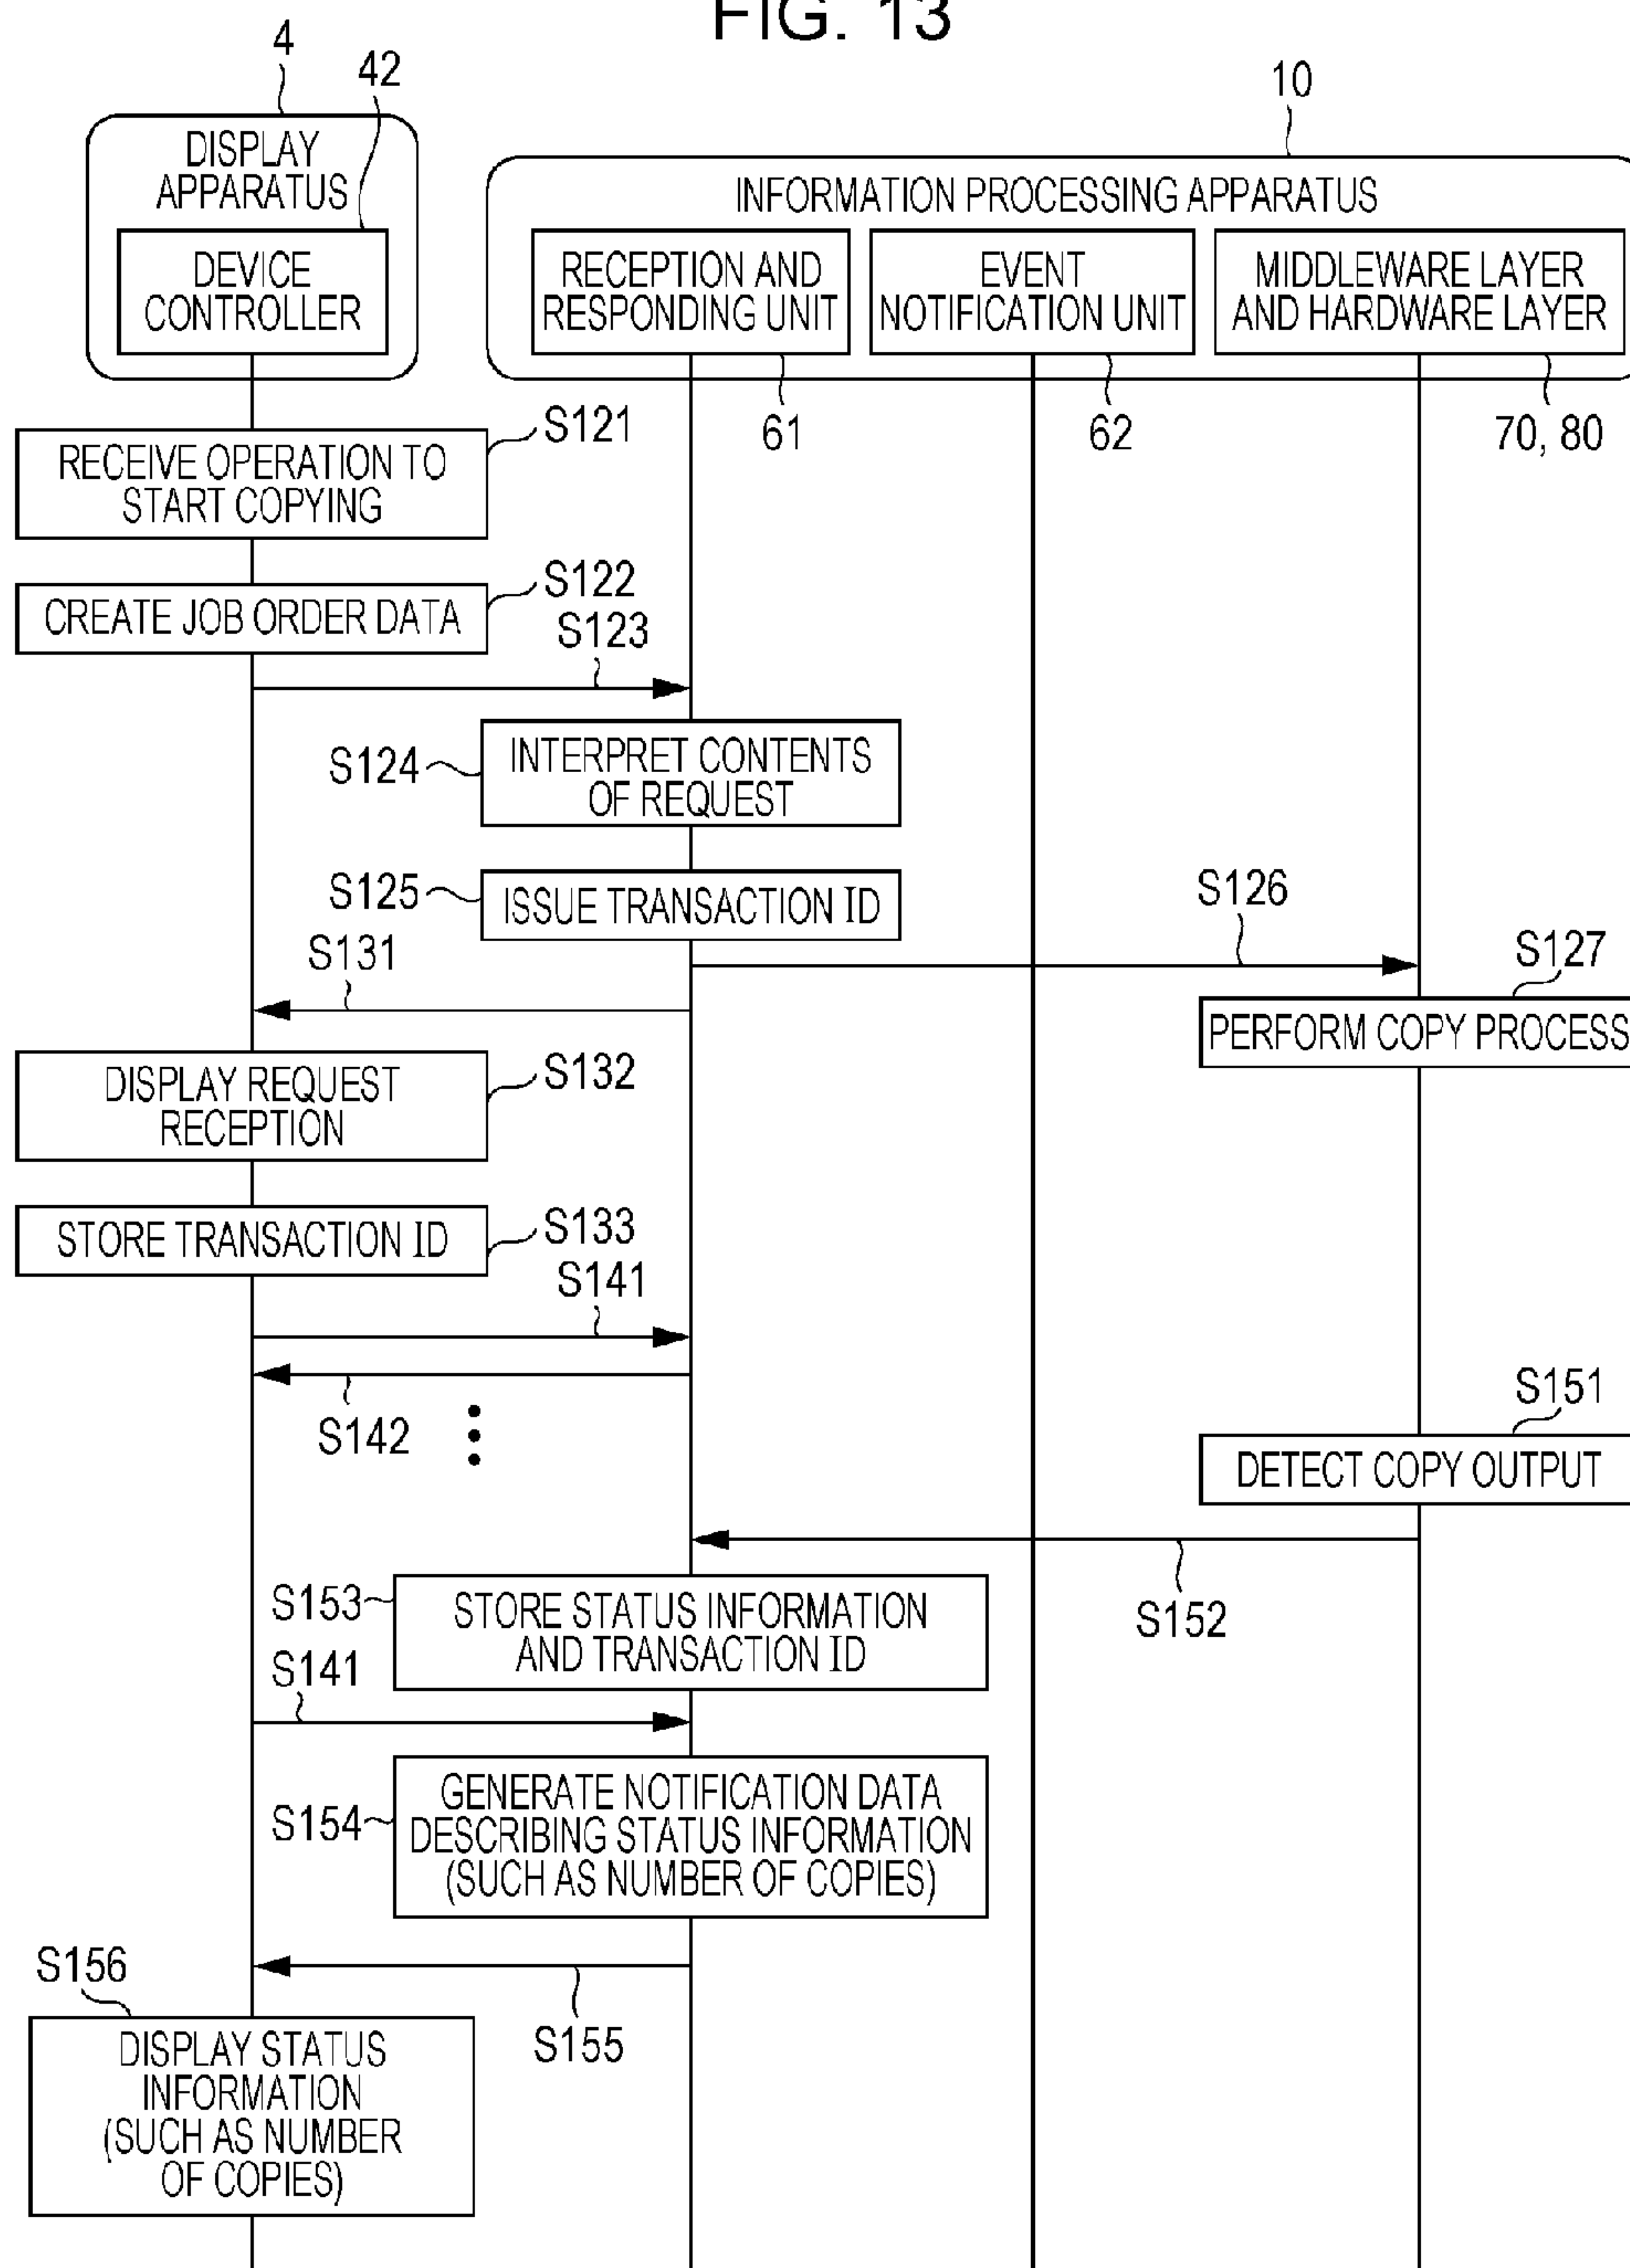 FIG. 13
4
42
10
DISPLAY
APPARATUS
INFORMATION PROCESSING APPARATUS
DEVICE
CONTROLLER
RECEPTION AND
RESPONDING UNIT
EVENT
NOTIFICATION UNIT
MIDDLEWARE LAYER
AND HARDWARE LAYER
61
62
70, 80
S121
RECEIVE OPERATION TO
START COPYING
S122
CREATE JOB ORDER DATA
S123
S124
INTERPRET CONTENTS
OF REQUEST
S125
ISSUE TRANSACTION ID
S126
S131
S127
PERFORM COPY PROCESS
DISPLAY REQUEST
RECEPTION
S132
STORE TRANSACTION ID
S133
S141
S142
S151
DETECT COPY OUTPUT
S152
S153
STORE STATUS INFORMATION
AND TRANSACTION ID
S141
S154
GENERATE NOTIFICATION DATA
DESCRIBING STATUS INFORMATION
(SUCH AS NUMBER OF COPIES)
S155
S156
DISPLAY STATUS
INFORMATION
(SUCH AS NUMBER
OF COPIES)